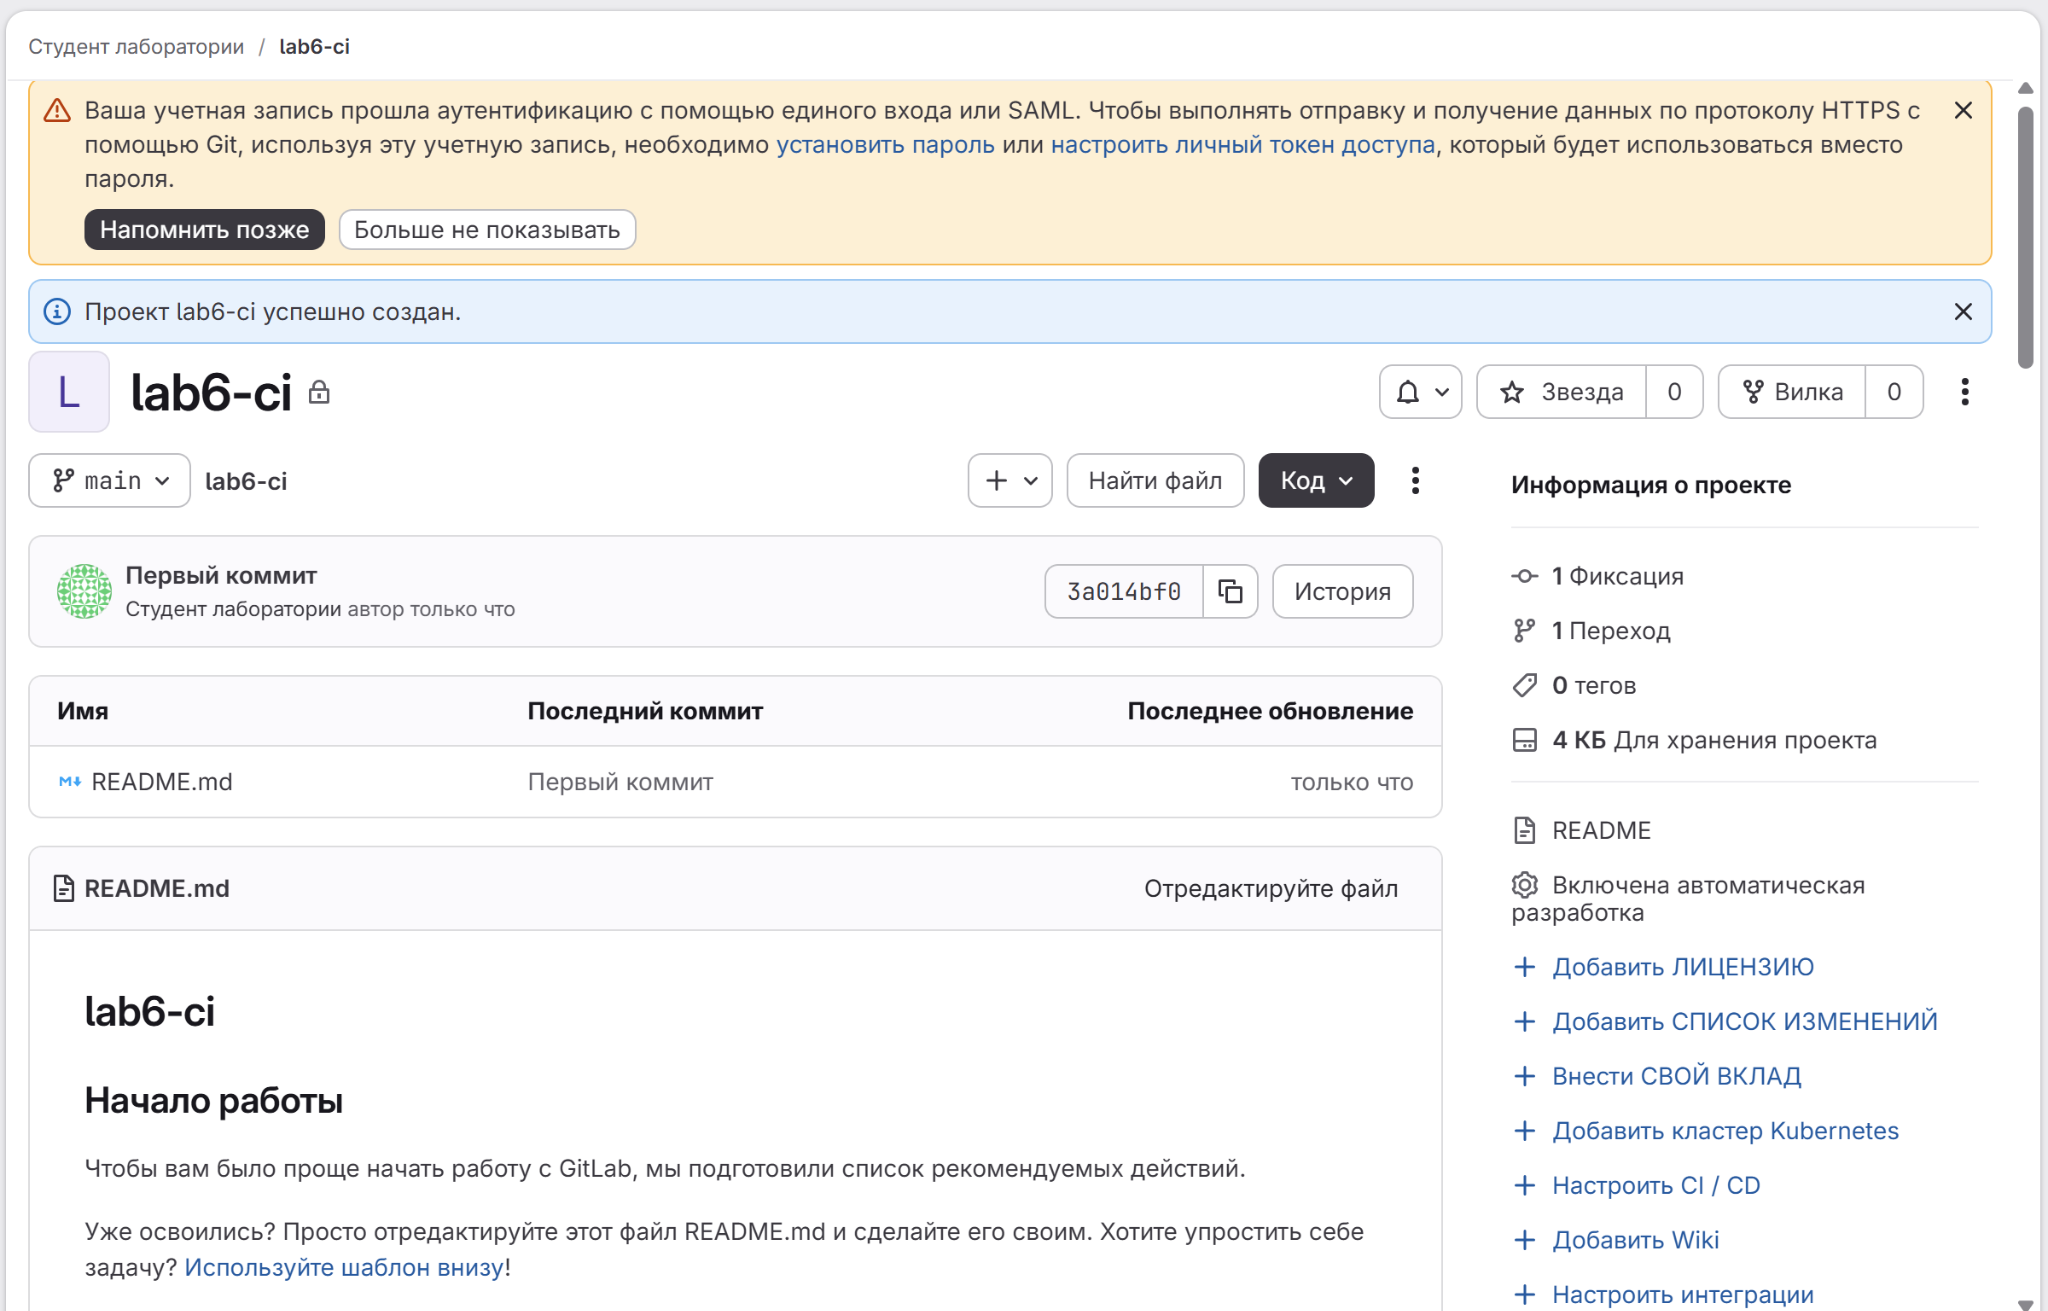 Студент лаборатории / lab6-ci
Ваша учетная запись прошла аутентификацию с помощью единого входа или SAML. Чтобы выполнять отправку и получение данных по протоколу HTTPS с
помощью Git, используя эту учетную запись, необходимо установить пароль или настроить личный токен доступа, который будет использоваться вместо
пароля.
Напомнить позже Больше не показывать
Проект lab6-ci успешно создан.
L lab6-ci Звезда 0 Вилка 0
main lab6-ci Найти файл Код
Первый коммит
Студент лаборатории автор только что
3a014bf0 История
Имя Последний коммит Последнее обновление
README.md Первый коммит только что
README.md Отредактируйте файл
lab6-ci
Начало работы
Чтобы вам было проще начать работу с GitLab, мы подготовили список рекомендуемых действий.
Уже освоились? Просто отредактируйте этот файл README.md и сделайте его своим. Хотите упростить себе
задачу? Используйте шаблон внизу!
Информация о проекте
1 Фиксация
1 Переход
0 тегов
4 КБ Для хранения проекта
README
Включена автоматическая
разработка
Добавить ЛИЦЕНЗИЮ
Добавить СПИСОК ИЗМЕНЕНИЙ
Внести СВОЙ ВКЛАД
Добавить кластер Kubernetes
Настроить CI / CD
Добавить Wiki
Настроить интеграции